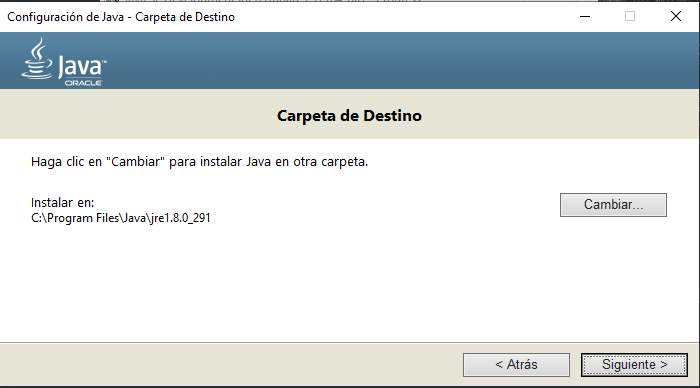 Configuración de Java - Carpeta de Destino
Java™
ORACLE
Carpeta de Destino
Haga clic en "Cambiar" para instalar Java en otra carpeta.
Instalar en:
C:\Program Files\Java\jre1.8.0_291
Cambiar...
< Atrás
Siguiente >